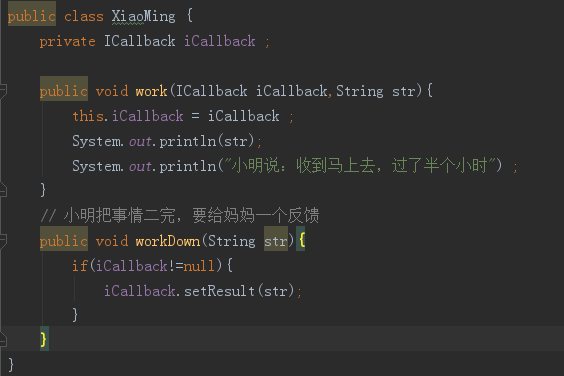 public class XiaoMing {
private ICallback iCallback ;
public void work(ICallback iCallback,String str){
this.iCallback = iCallback ;
System.out.println(str);
System.out.println("小明说：收到马上去，过了半个小时") ;
}
// 小明把事情二完，要给妈妈一个反馈
public void workDown(String str){
if(iCallback!=null){
iCallback.setResult(str);
}
}
}